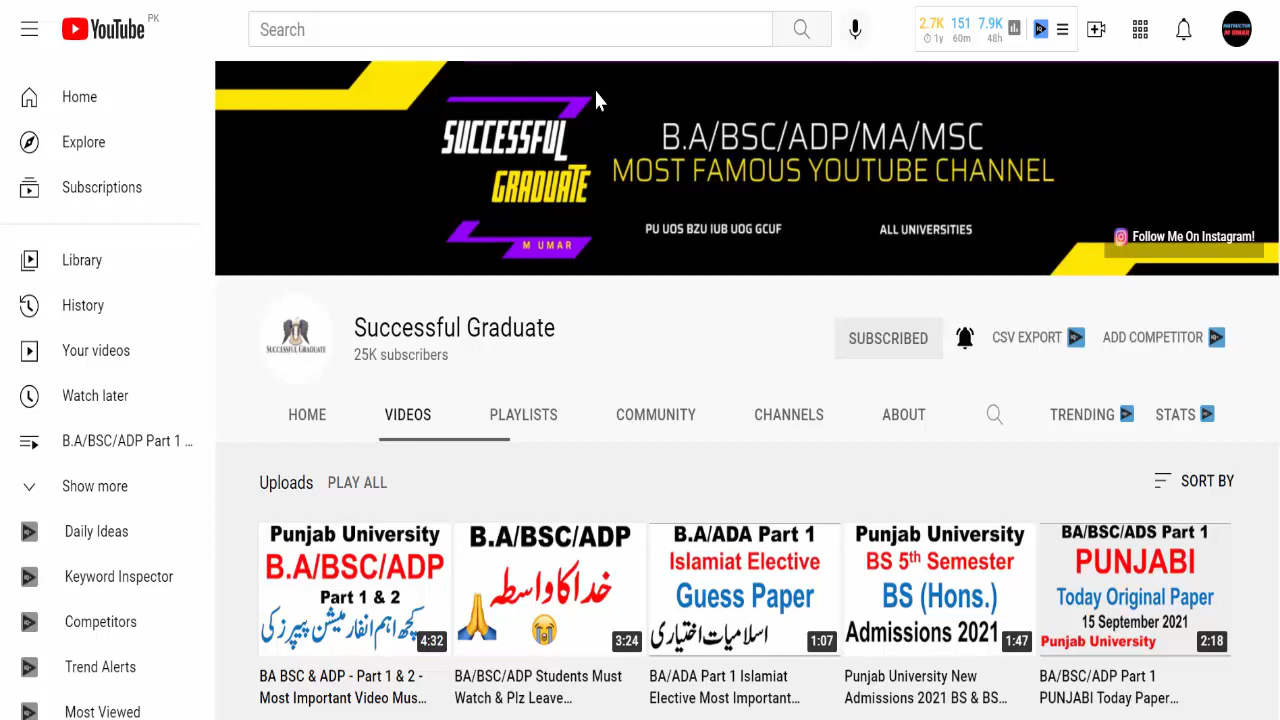 YouTube PK
Search
2.7K 151 7.9K
1y 60m 48h
Home
Explore
Subscriptions
Library
History
Your videos
Watch later
B.A/BSC/ADP Part 1 ...
Show more
Daily Ideas
Keyword Inspector
Competitors
Trend Alerts
Most Viewed
SUCCESSFUL
GRADUATE
M UMAR
B.A/BSC/ADP/MA/MSC
MOST FAMOUS YOUTUBE CHANNEL
PU UOS BZU IUB UOG GCUF
ALL UNIVERSITIES
Follow Me On Instagram!
SUCCESSFUL GRADUATE
Successful Graduate
25K subscribers
SUBSCRIBED
CSV EXPORT
ADD COMPETITOR
HOME VIDEOS PLAYLISTS COMMUNITY CHANNELS ABOUT TRENDING STATS
Uploads PLAY ALL
SORT BY
Punjab University
B.A/BSC/ADP
Part 1 & 2
کچھ اہم انفارمیشن پیپرز کی
4:32
BA BSC & ADP - Part 1 & 2 -
Most Important Video Mus...
B.A/BSC/ADP
خدا کا واسطہ
3:24
BA/BSC/ADP Students Must
Watch & Plz Leave...
B.A/ADA Part 1
Islamiat Elective
Guess Paper
اسلامیات اختیاری
1:07
BA/ADA Part 1 Islamiat
Elective Most Important...
Punjab University
BS 5th Semester
BS (Hons.)
Admissions 2021
1:47
Punjab University New
Admissions 2021 BS & BS...
BA/BSC/ADS Part 1
PUNJABI
Today Original Paper
15 September 2021
Punjab University
2:18
BA/BSC/ADP Part 1
PUNJABI Today Paper...